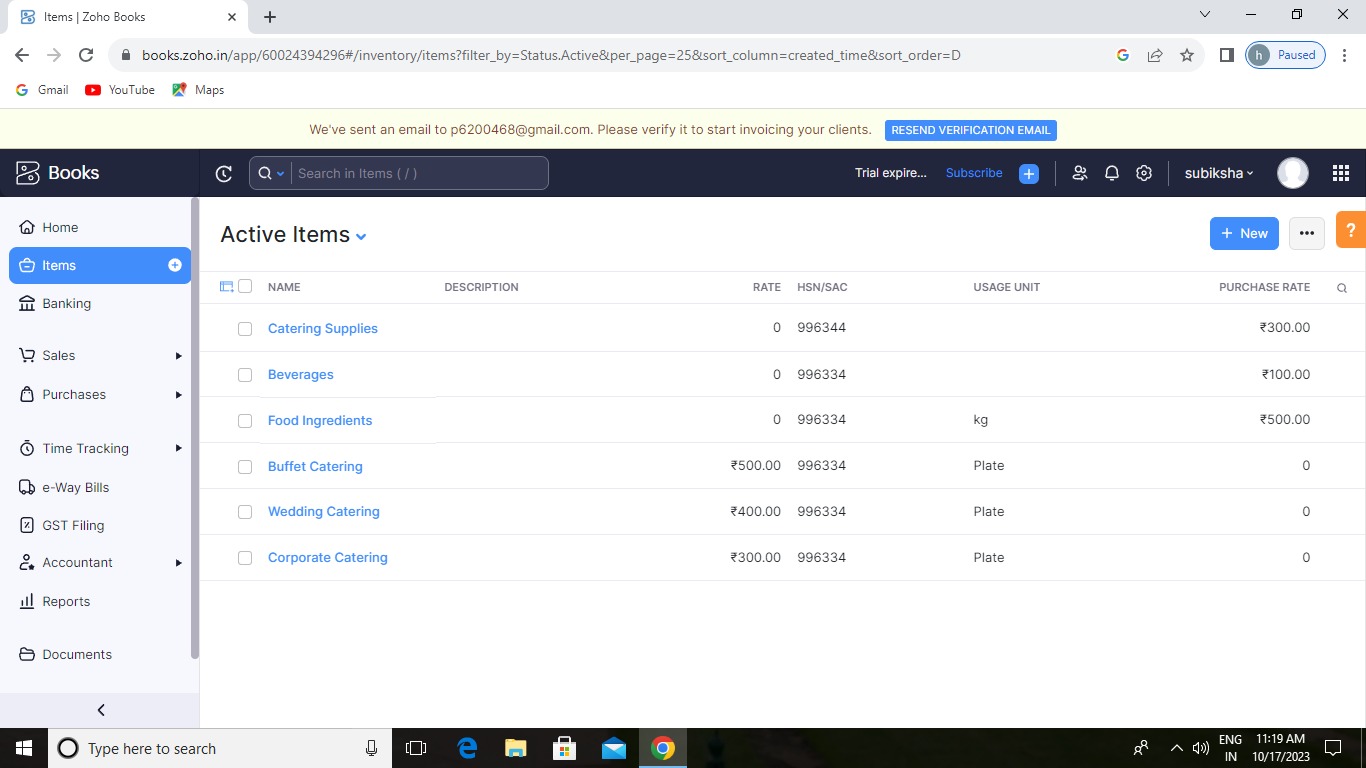 Items | Zoho Books
books.zoho.in/app/60024394296#/inventory/items?filter_by=Status.Active&per_page=25&sort_column=created_time&sort_order=D
h Paused
Gmail YouTube Maps
We've sent an email to p6200468@gmail.com. Please verify it to start invoicing your clients. RESEND VERIFICATION EMAIL
Books
Search in Items ( / )
Trial expire... Subscribe
subiksha
Home
Items
Banking
Sales
Purchases
Time Tracking
e-Way Bills
GST Filing
Accountant
Reports
Documents
Active Items
+ New
?
NAME DESCRIPTION RATE HSN/SAC USAGE UNIT PURCHASE RATE
Catering Supplies 0 996344 ₹300.00
Beverages 0 996334 ₹100.00
Food Ingredients 0 996334 kg ₹500.00
Buffet Catering ₹500.00 996334 Plate 0
Wedding Catering ₹400.00 996334 Plate 0
Corporate Catering ₹300.00 996334 Plate 0
Type here to search
ENG
IN
11:19 AM
10/17/2023